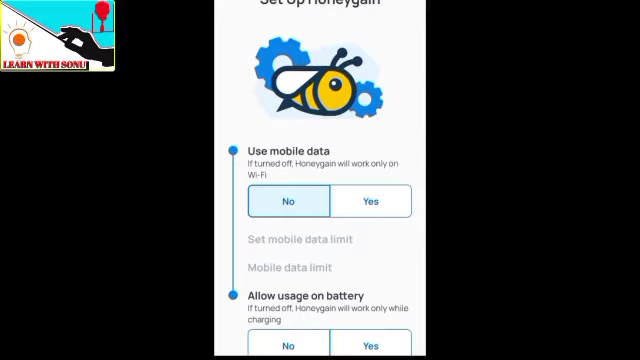 LEARN WITH SONU
Set Up Honeygain
Use mobile data
If turned off, Honeygain will work only on
Wi-Fi
No
Yes
Set mobile data limit
Mobile data limit
Allow usage on battery
If turned off, Honeygain will work only while
charging
No
Yes